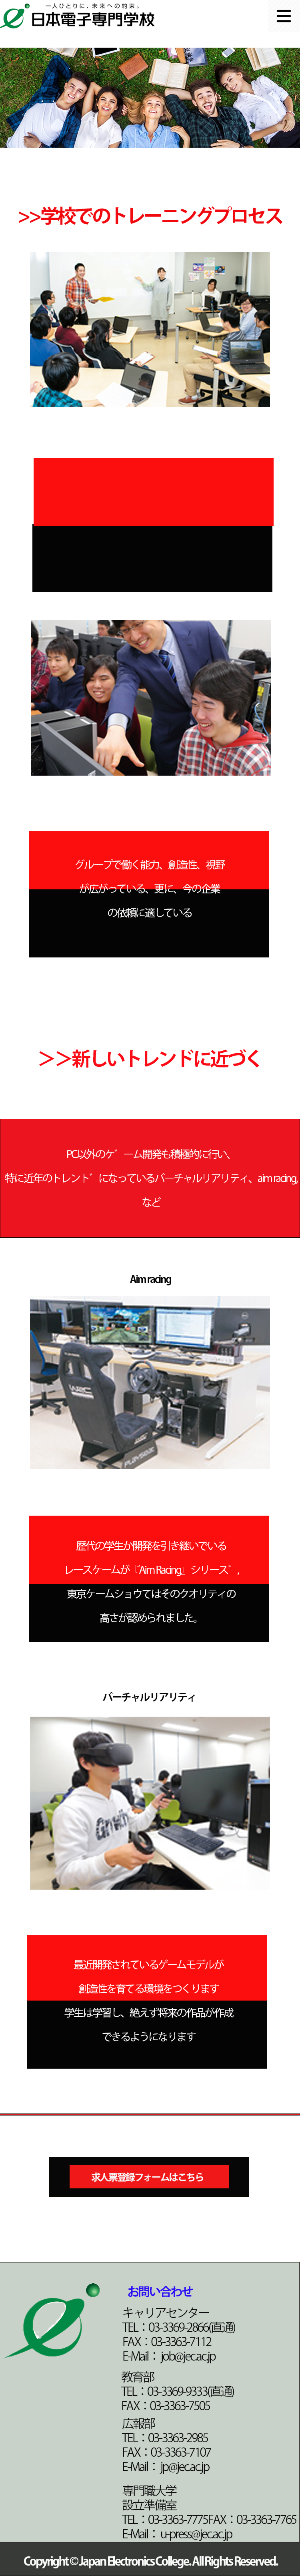 一人ひとりに、未来への約束。
日本電子専門学校
>>学校でのトレーニングプロセス
グループで働く能力、創造性、視野
が広がっている、更に、今の企業
の依頼に適している
＞＞新しいトレンドに近づく
PC以外のゲ゛ーム開発も積極的に行い、
特に近年のトレント゛になっているバーチャルリアリティ、aim racing,
など
Aim racing
歴代の学生か開発を引き継いている
レースケームが『Aim Racing』シリーズ゛,
東京ケームショウてはそのクオリティの
高さが認められました。
バーチャルリアリティ
最近開発されているゲームモデルが
創造性を育てる環境をつくります
学生は学習し、絶えず将来の作品が作成
できるようになります
求人票登録フォームはこちら
お問い合わせ
キャリアセンター
TEL：03-3369-2866(直通)
FAX：03-3363-7112
E-Mail： job@jec.ac.jp
教育部
TEL：03-3369-9333(直通)
FAX：03-3363-7505
広報部
TEL：03-3363-2985
FAX：03-3363-7107
E-Mail： jp@jec.ac.jp
専門職大学
設立準備室
TEL：03-3363-7775FAX：03-3363-7765
E-Mail： u-press@jec.ac.jp
Copyright © Japan Electronics College. All Rights Reserved.